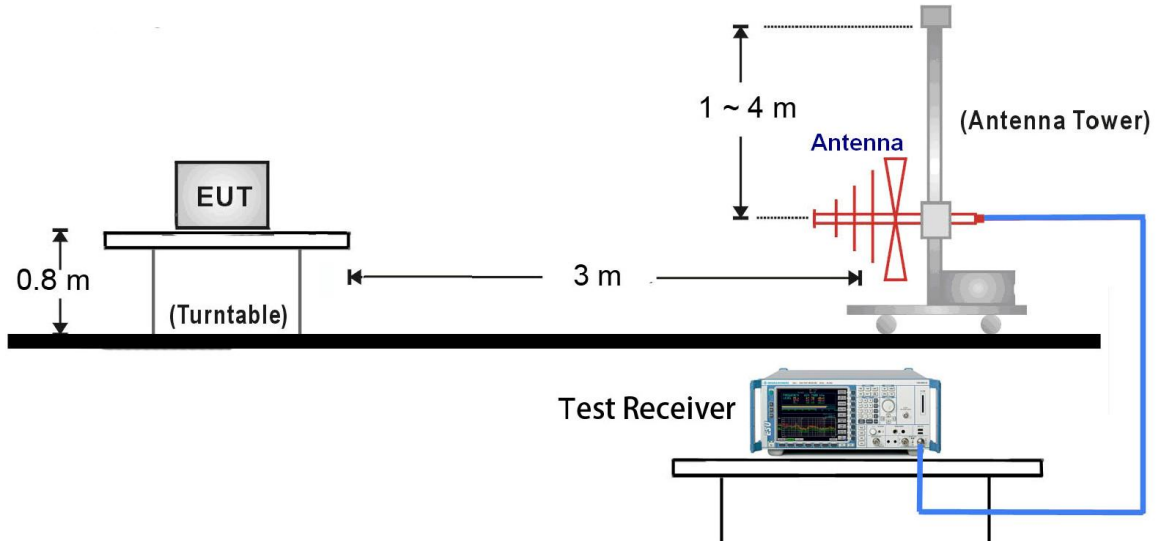 1 ~ 4 m
(Antenna Tower)
Antenna
EUT
0.8 m
3 m
(Turntable)
Test Receiver